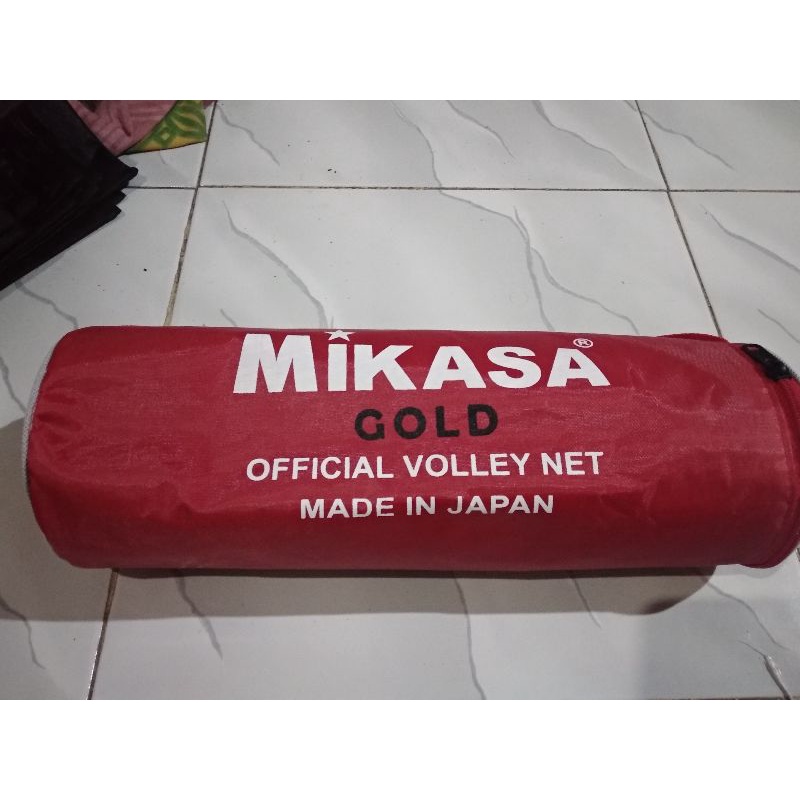 MiKASA®
GOLD
OFFICIAL VOLLEY NET
MADE IN JAPAN